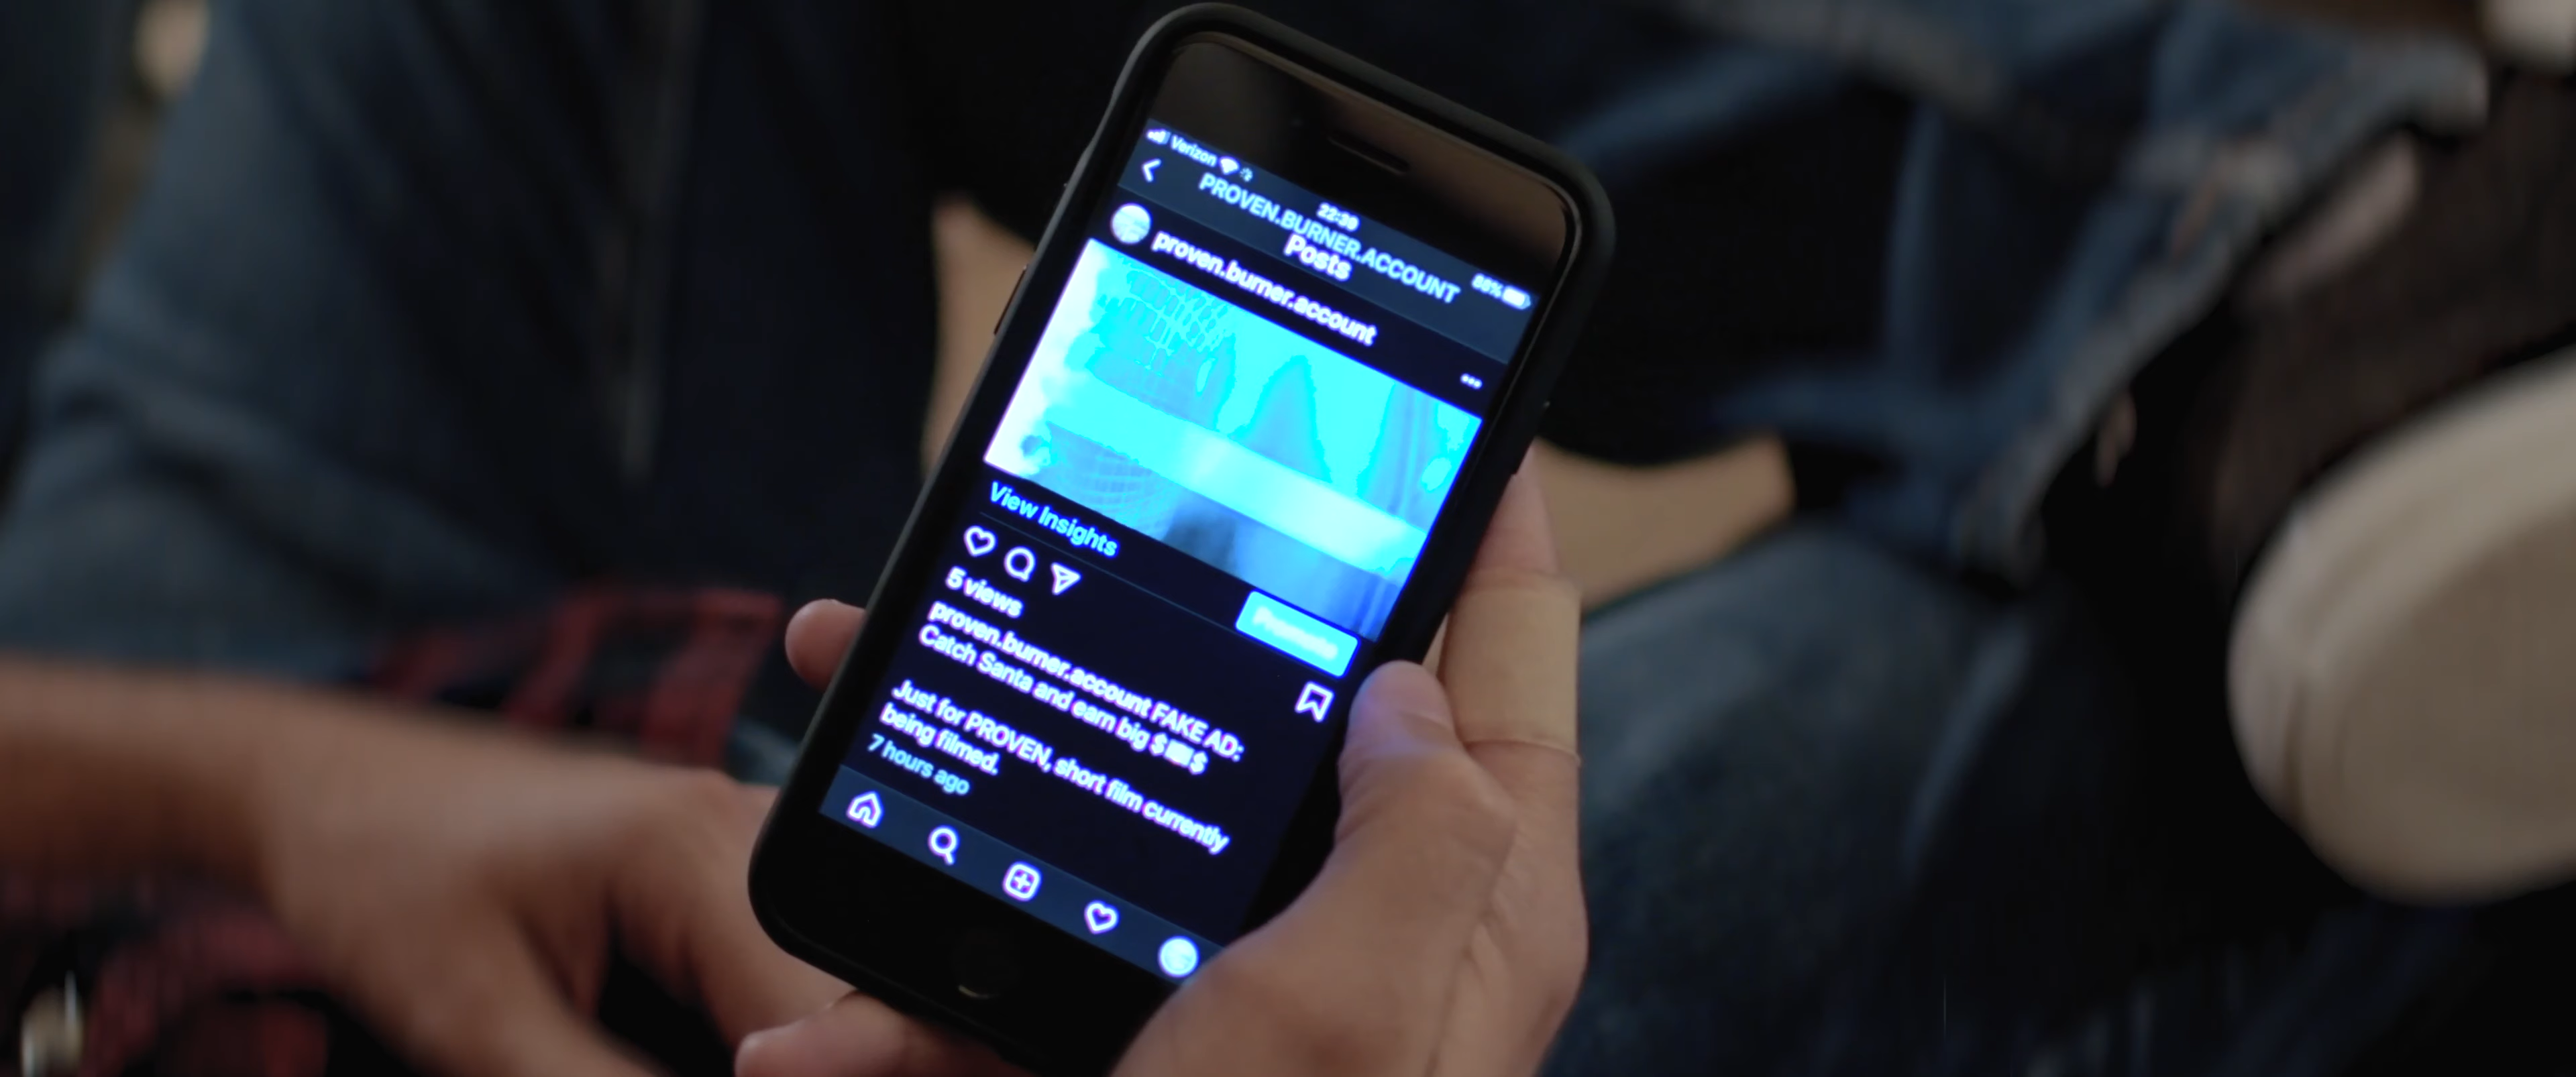 Verizon
22:39
PROVEN.BURNER.ACCOUNT
Posts
proven.burner.account
View Insights
Promote
5 views
proven.burner.account FAKE AD:
Catch Santa and earn big $ $
Just for PROVEN, short film currently
being filmed.
7 hours ago